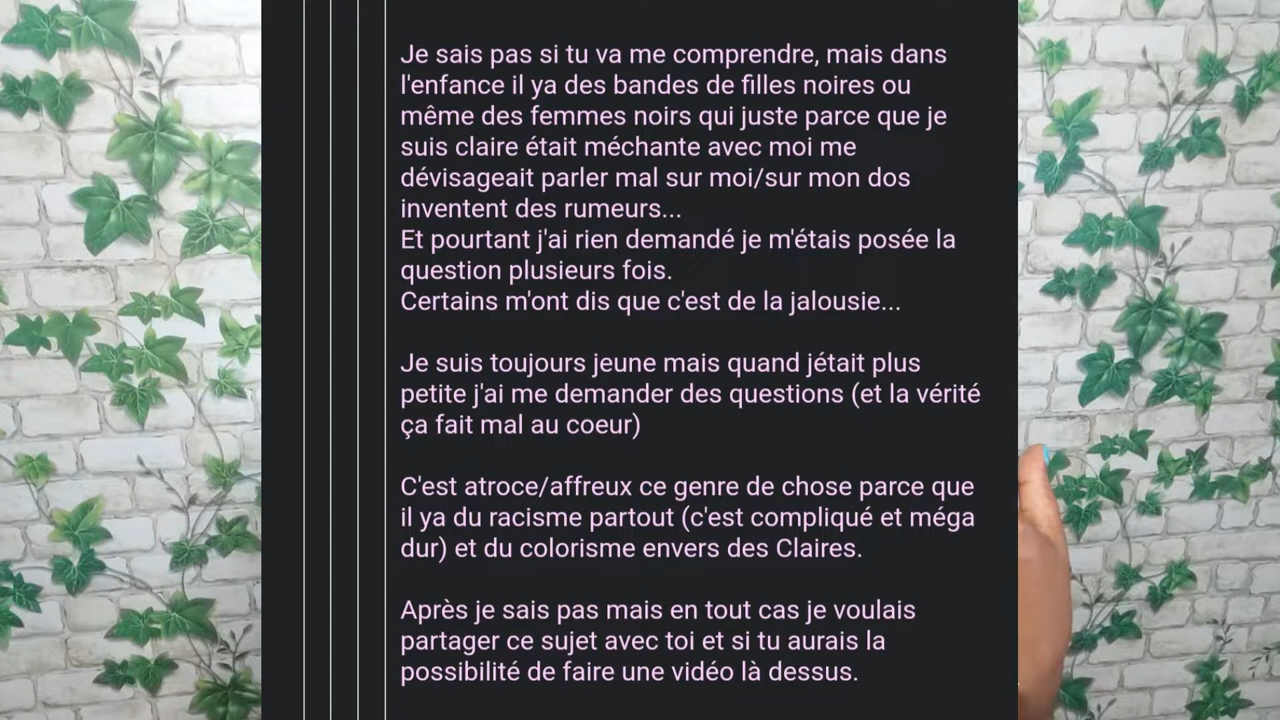 Je sais pas si tu va me comprendre, mais dans
l'enfance il ya des bandes de filles noires ou
même des femmes noirs qui juste parce que je
suis claire était méchante avec moi me
dévisageait parler mal sur moi/sur mon dos
inventent des rumeurs...
Et pourtant j'ai rien demandé je m'étais posée la
question plusieurs fois.
Certains m'ont dis que c'est de la jalousie...
Je suis toujours jeune mais quand jétait plus
petite j'ai me demander des questions (et la vérité
ça fait mal au coeur)
C'est atroce/affreux ce genre de chose parce que
il ya du racisme partout (c'est compliqué et méga
dur) et du colorisme envers des Claires.
Après je sais pas mais en tout cas je voulais
partager ce sujet avec toi et si tu aurais la
possibilité de faire une vidéo là dessus.